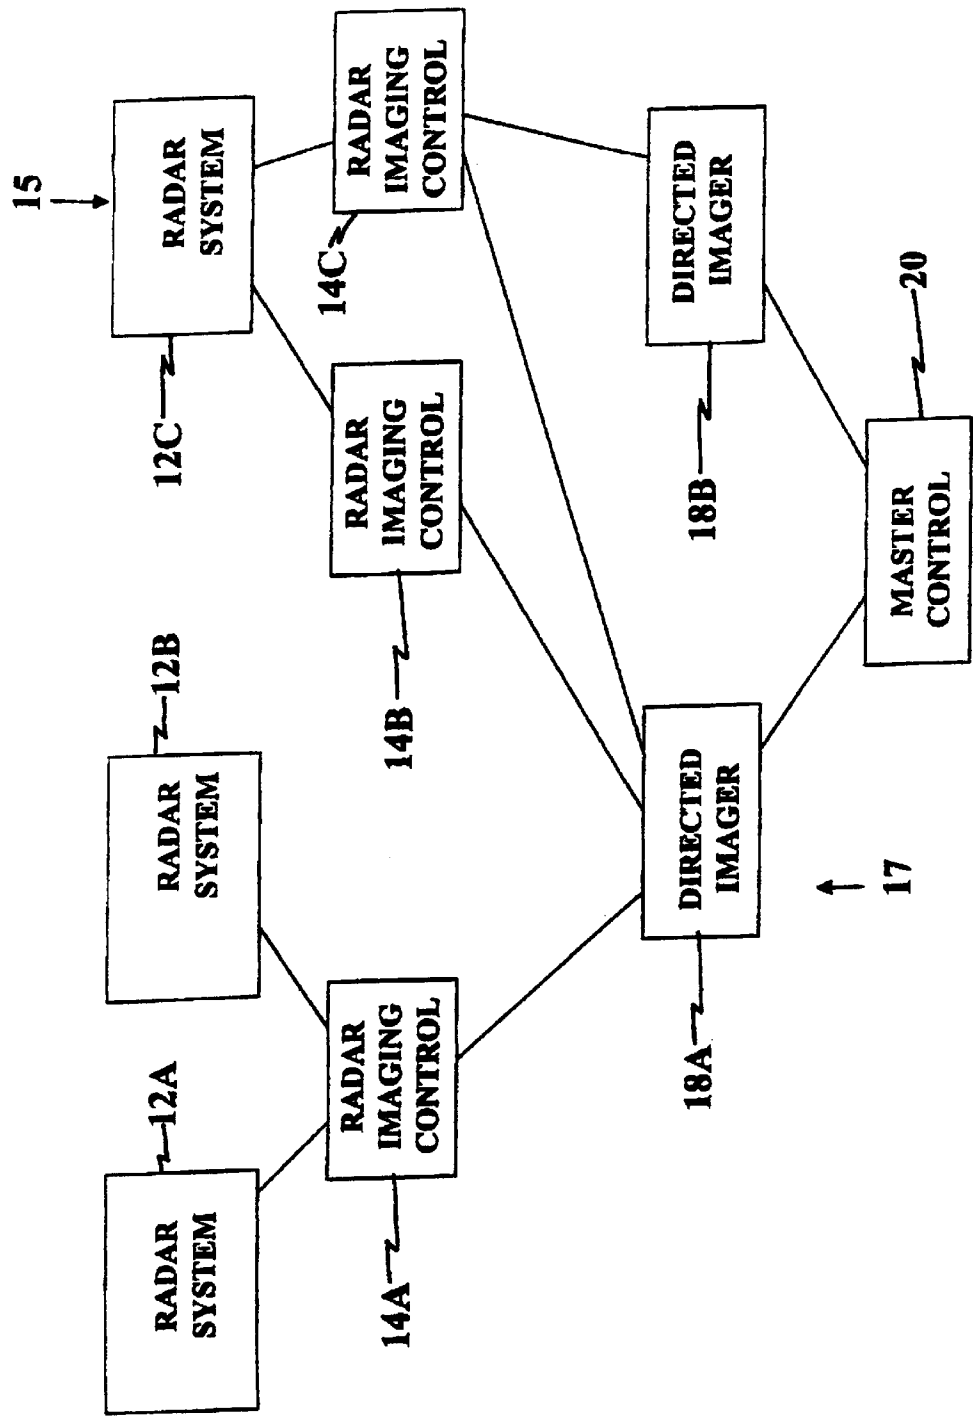 15
12A
RADAR
SYSTEM
12B
RADAR
SYSTEM
12C
RADAR
SYSTEM
14A
RADAR
IMAGING
CONTROL
14B
RADAR
IMAGING
CONTROL
14C
RADAR
IMAGING
CONTROL
18A
DIRECTED
IMAGER
18B
DIRECTED
IMAGER
17
MASTER
CONTROL
20